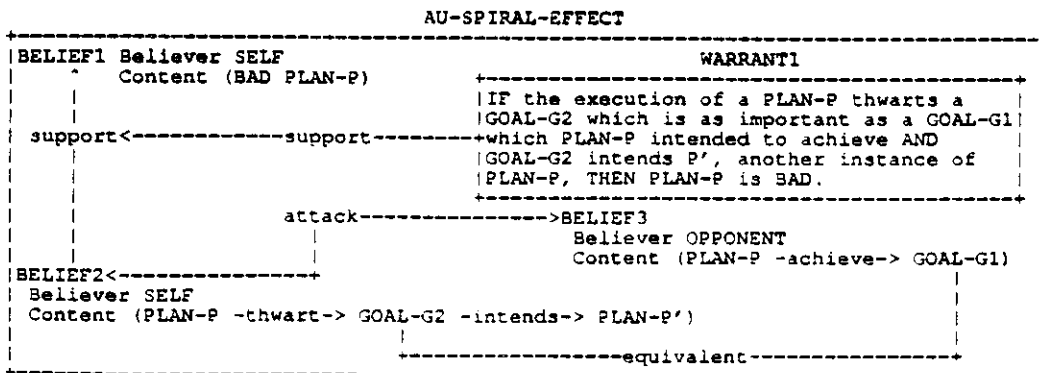 AU-SPIRAL-EFFECT
BELIEF1 Believer SELF
Content (BAD PLAN-P)
WARRANT1
IF the execution of a PLAN-P thwarts a
GOAL-G2 which is as important as a GOAL-G1
support<------------support---------which PLAN-P intended to achieve AND
GOAL-G2 intends P', another instance of
PLAN-P, THEN PLAN-P is BAD.
attack--------------->BELIEF3
Believer OPPONENT
Content (PLAN-P -achieve-> GOAL-G1)
BELIEF2<---------------+
Believer SELF
Content (PLAN-P -thwart-> GOAL-G2 -intends-> PLAN-P')
+-----------------equivalent----------------+